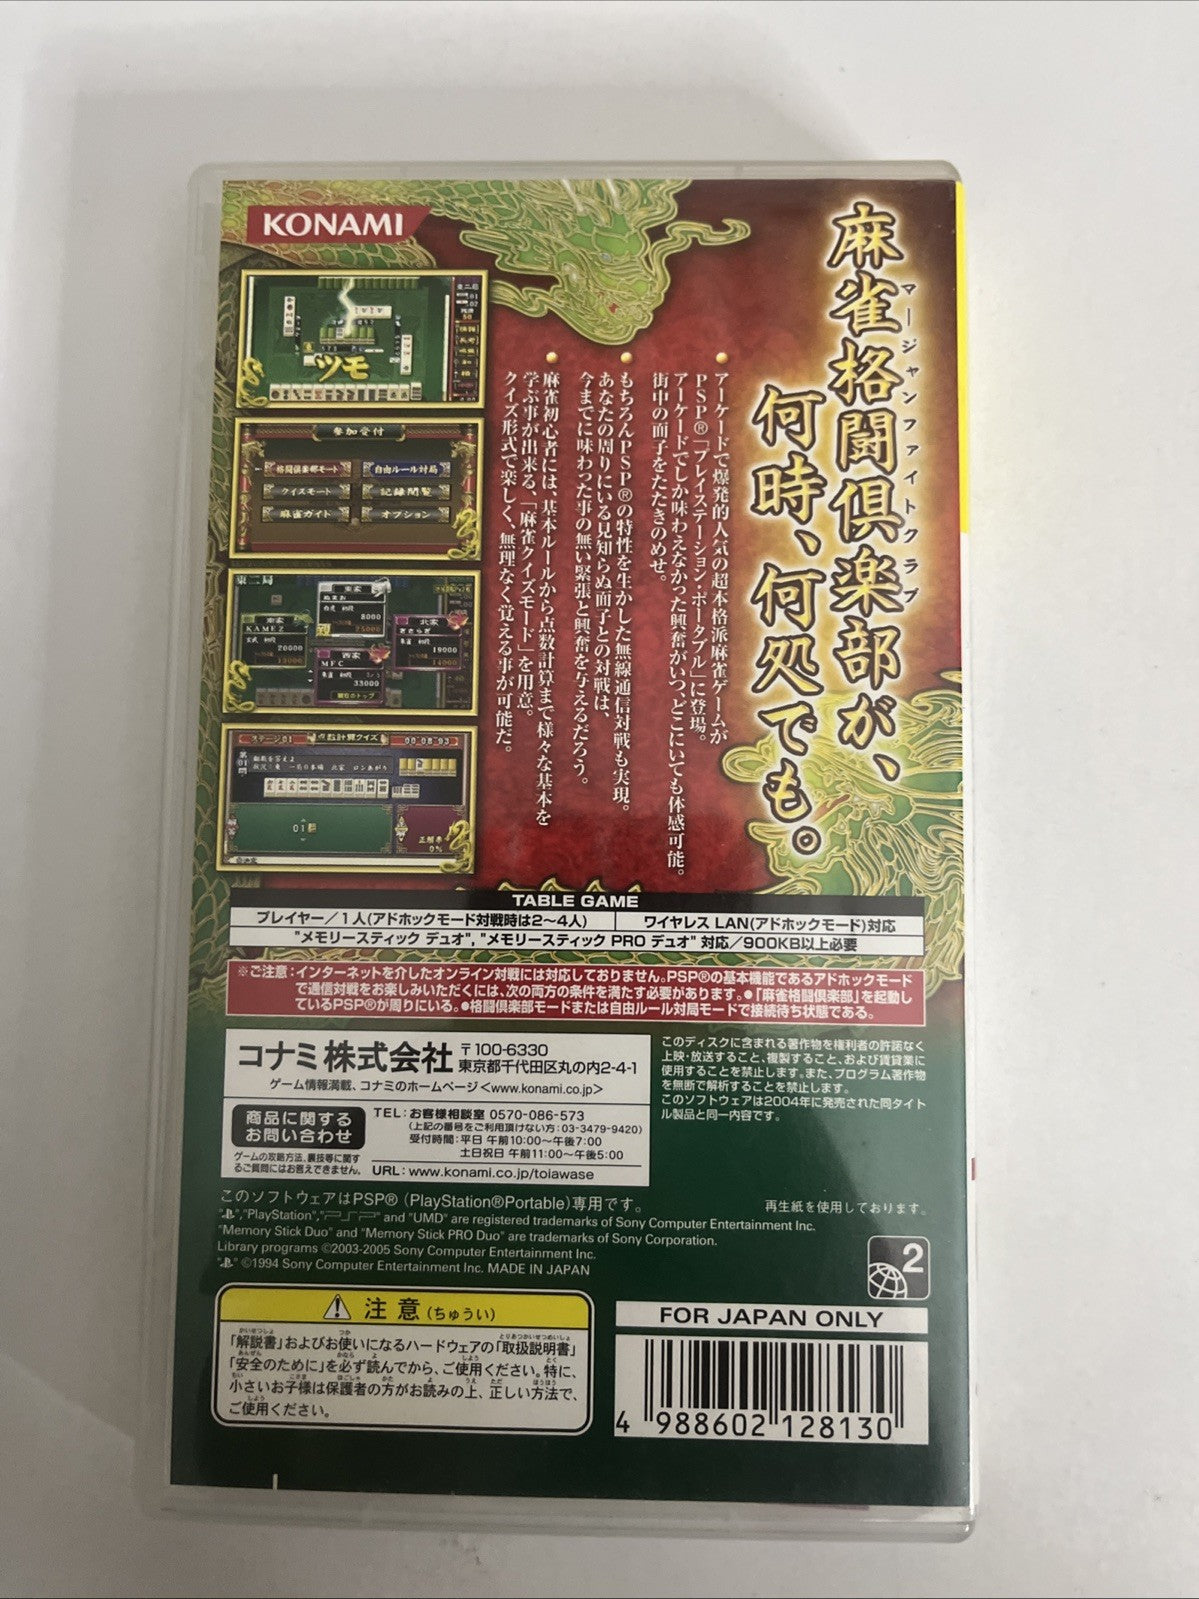 KONAMI
麻雀格闘倶楽部が、
マージャンファイトクラブ
何時、何処でも。
●アーケードで爆発的人気の超本格派麻雀ゲームが
PSP®「プレイステーション・ポータブル」に登場。
アーケードでしか味わえなかった興奮がいつ、どこにいても体感可能。
街中の面子をたたきのめせ。
●もちろんPSP®の特性を生かした無線通信対戦も実現。
あなたの周りにいる見知らぬ面子との対戦は、
今までに味わった事の無い緊張と興奮を与えるだろう。
●麻雀初心者には、基本ルールから点数計算まで様々な基本を
学ぶ事が出来る、「麻雀クイズモード」を用意。
クイズ形式で楽しく、無理なく覚える事が可能だ。
ツモ
参加受付
格闘倶楽部モード
自由ルール対局
クイズモード
記録閲覧
麻雀ガイド
オプション
東二局
KAMEZ
20000
8000
北家
19000
14000
西家
MFC
33000
ステージ01
点数計算クイズ
00:08:93
01
正解率
0%
TABLE GAME
プレイヤー/1人(アドホックモード対戦時は2〜4人)
ワイヤレス LAN(アドホックモード)対応
"メモリースティック デュオ", "メモリースティック PRO デュオ" 対応/900KB以上必要
※ご注意:インターネットを介したオンライン対戦には対応しておりません。PSP®の基本機能であるアドホックモード
で通信対戦をお楽しみいただくには、次の両方の条件を満たす必要があります。●「麻雀格闘倶楽部」を起動し
ているPSP®が周りにいる。●格闘倶楽部モードまたは自由ルール対局モードで接続待ち状態である。
コナミ株式会社
〒100-6330
東京都千代田区丸の内2-4-1
ゲーム情報満載、コナミのホームページ<www.konami.co.jp>
商品に関する
お問い合わせ
ゲームの攻略方法、裏技等に関す
るご質問にはお答えできません。
TEL:お客様相談室 0570-086-573
(上記の番号をご利用頂けない方:03-3479-9420)
受付時間:平日 午前10:00〜午後7:00
土日祝日 午前11:00〜午後5:00
URL:www.konami.co.jp/toiawase
このディスクに含まれる著作物を権利者の許諾なく
上映・放送すること、複製すること、および賃貸業に
使用することを禁止します。また、プログラム著作物
を無断で解析することを禁止します。
このソフトウェアは2004年に発売された同タイト
ル製品と同一内容です。
このソフトウェアはPSP®(PlayStation®Portable)専用です。
再生紙を使用しております。
"","PlayStation","PSP" and "UMD" are registered trademarks of Sony Computer Entertainment Inc.
"Memory Stick Duo" and "Memory Stick PRO Duo" are trademarks of Sony Corporation.
Library programs ©2003-2005 Sony Computer Entertainment Inc.
"" ©1994 Sony Computer Entertainment Inc. MADE IN JAPAN
2
注意(ちゅうい)
「解説書」およびお使いになるハードウェアの「取扱説明書」
「安全のために」を必ず読んでから、ご使用ください。特に、
小さいお子様は保護者の方がお読みの上、正しい方法で、
ご使用ください。
FOR JAPAN ONLY
4 988602 128130